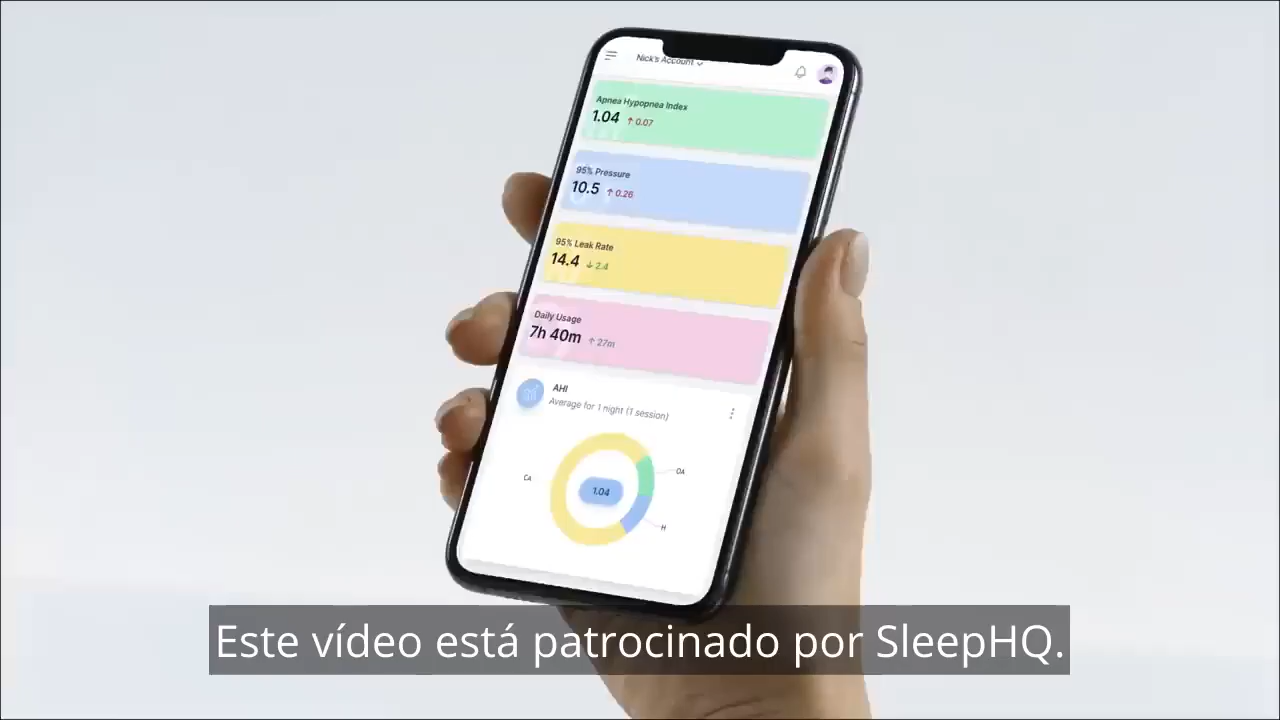 Nick's Account
Apnea Hypopnea Index
1.04 ↑ 0.07
95% Pressure
10.5 ↑ 0.26
95% Leak Rate
14.4 ↓ 2.4
Daily Usage
7h 40m ↑ 27m
AHI
Average for 1 night (1 session)
CA
OA
1.04
H
Este vídeo está patrocinado por SleepHQ.